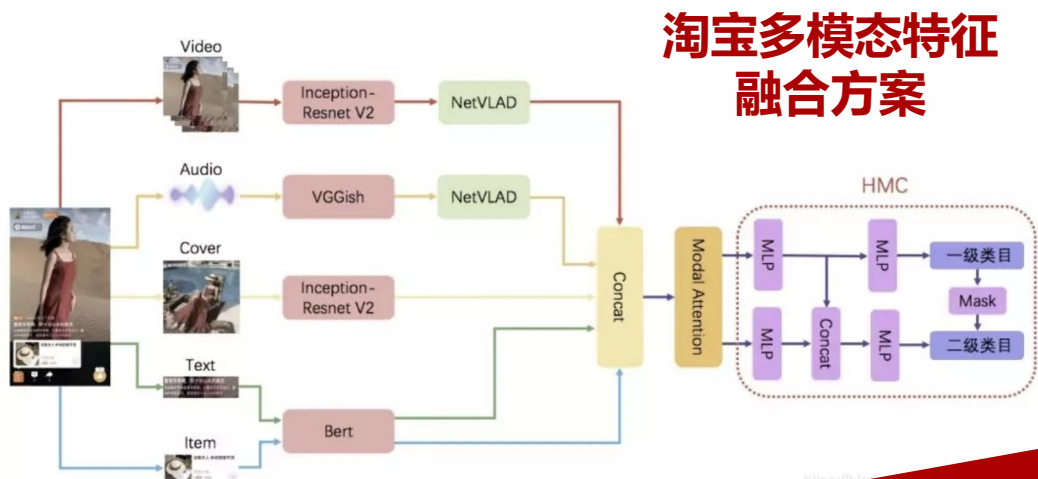 淘宝多模态特征
融合方案
Video
Inception-
Resnet V2
NetVLAD
Audio
VGGish
NetVLAD
Cover
Inception-
Resnet V2
Text
Item
Bert
Concat
Modal Attention
HMC
MLP
MLP
一级类目
Mask
MLP
Concat
MLP
二级类目